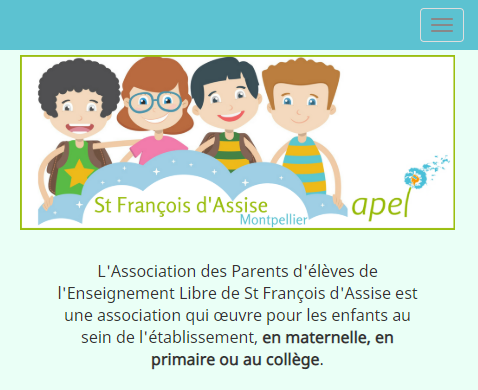 St François d'Assise
Montpellier
apel
L'Association des Parents d'élèves de
l'Enseignement Libre de St François d'Assise est
une association qui œuvre pour les enfants au
sein de l'établissement, en maternelle, en
primaire ou au collège.